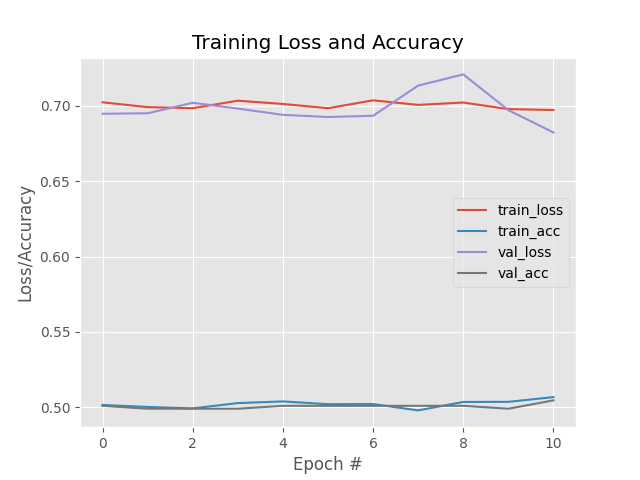 Training Loss and Accuracy
Loss/Accuracy
0.70
0.65
0.60
0.55
0.50
train_loss
train_acc
val_loss
val_acc
0 2 4 6 8 10
Epoch #